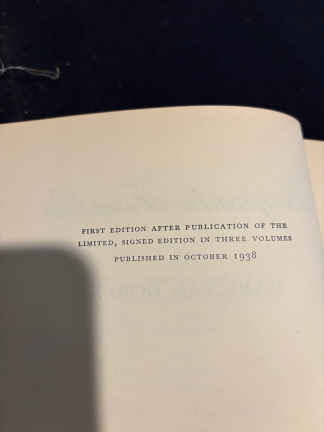 FIRST EDITION AFTER PUBLICATION OF THE
LIMITED, SIGNED EDITION IN THREE VOLUMES
PUBLISHED IN OCTOBER 1938